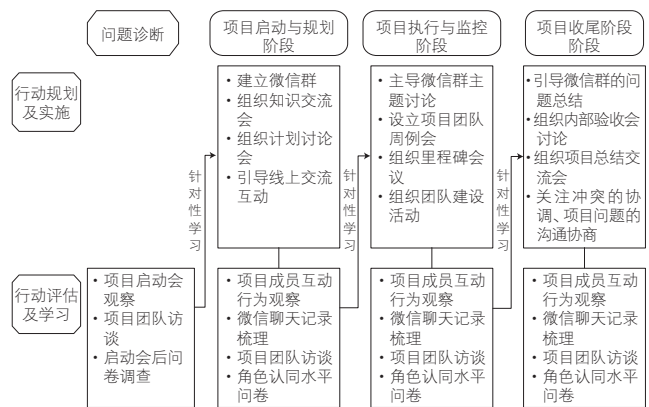 问题诊断
项目启动与规划
阶段
项目执行与监控
阶段
项目收尾阶段
阶段
行动规划
及实施
• 建立微信群
• 组织知识交流
会
• 组织计划讨论
会
• 引导线上交流
互动
• 主导微信群主
题讨论
• 设立项目团队
周例会
• 组织里程碑会
议
• 组织团队建设
活动
• 引导微信群的问
题总结
• 组织内部验收会
讨论
• 组织项目总结交
流会
• 关注冲突的协
调、项目问题的
沟通协商
针对性学习
针对性学习
针对性学习
行动评估
及学习
• 项目启动会
观察
• 项目团队访
谈
• 启动会后问
卷调查
• 项目成员互动
行为观察
• 微信聊天记录
梳理
• 项目团队访谈
• 角色认同水平
问卷
• 项目成员互动
行为观察
• 微信聊天记录
梳理
• 项目团队访谈
• 角色认同水平
问卷
• 项目成员互动
行为观察
• 微信聊天记录
梳理
• 项目团队访谈
• 角色认同水平
问卷